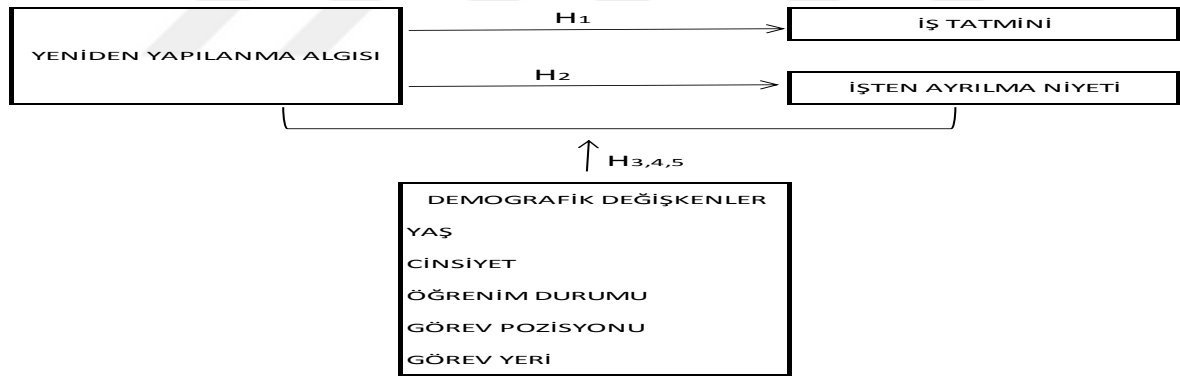 H1
İŞ TATMİNİ
YENİDEN YAPILANMA ALGISI
H2
İŞTEN AYRILMA NİYETİ
H3,4,5
DEMOGRAFİK DEĞİŞKENLER
YAŞ
CİNSİYET
ÖĞRENİM DURUMU
GÖREV POZİSYONU
GÖREV YERİ